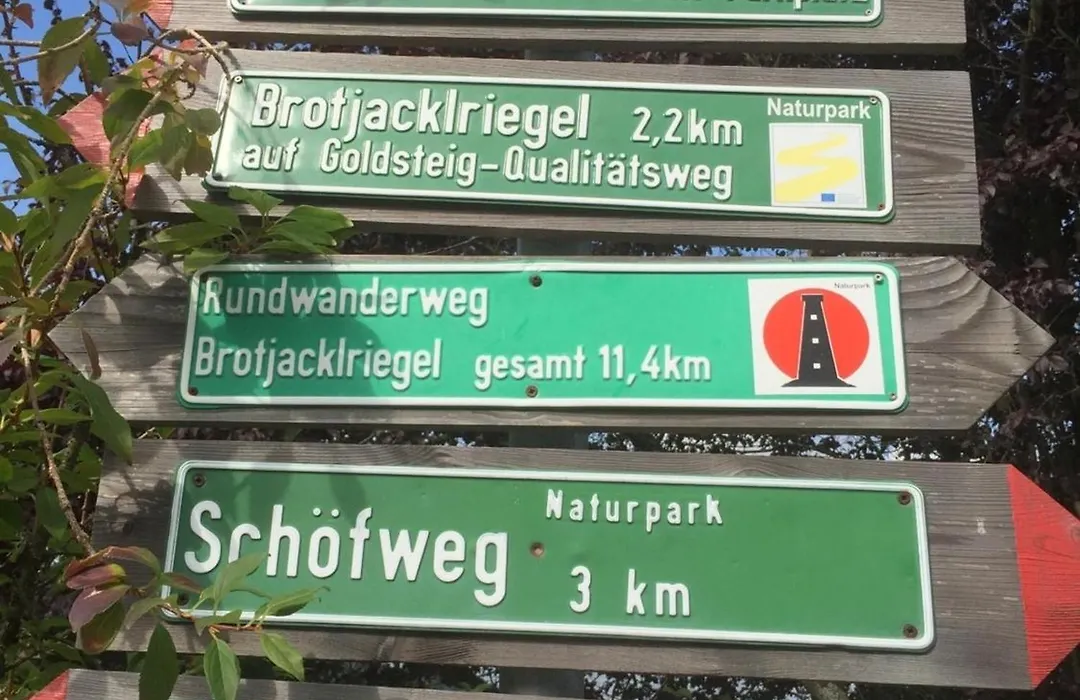 Brotjacklriegel 2,2km
auf Goldsteig-Qualitätsweg
Naturpark
Rundwanderweg
Brotjacklriegel gesamt 11,4km
Naturpark
Naturpark
Schöfweg
3 km